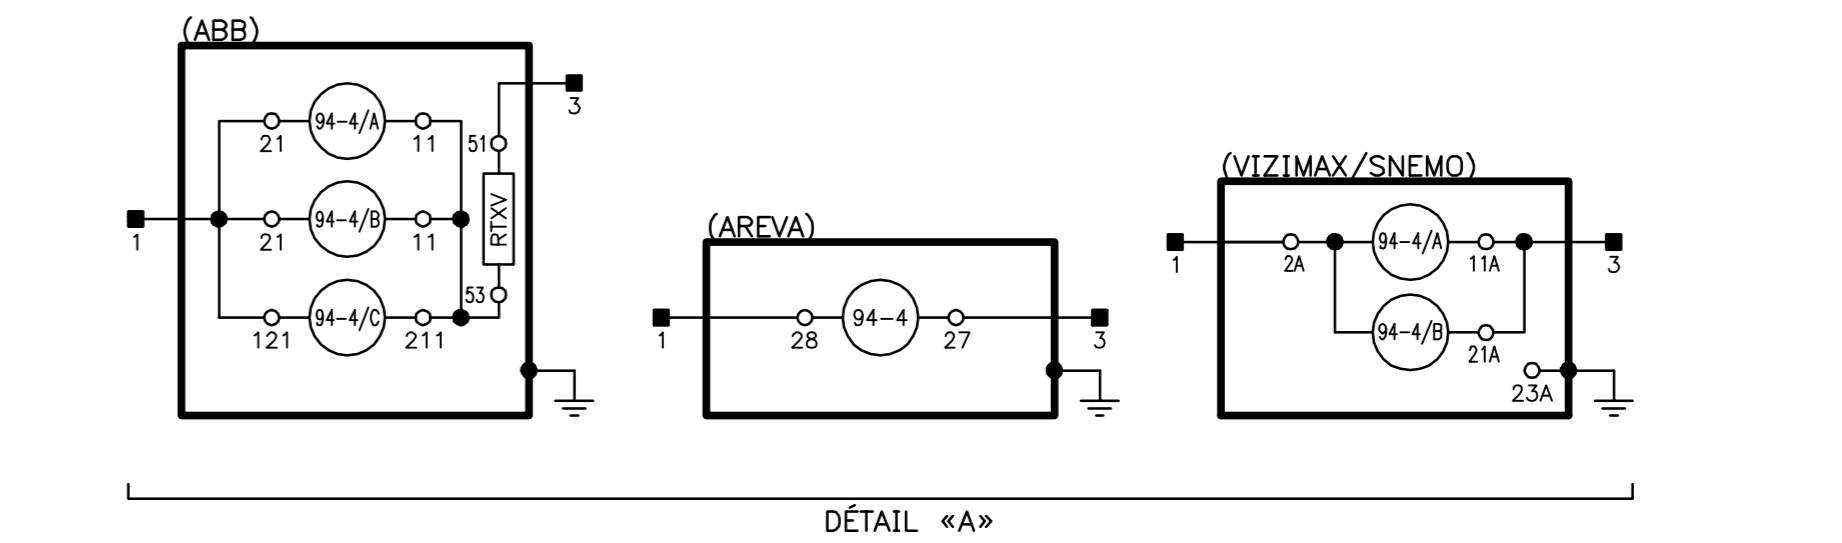 (ABB)
3
94-4/A
21
11
51
RTXV
94-4/B
1
21
11
53
94-4/C
121
211
(AREVA)
94-4
1
28
27
3
(VIZIMAX/SNEMO)
94-4/A
1
2A
11A
3
94-4/B
21A
23A
DÉTAIL «A»